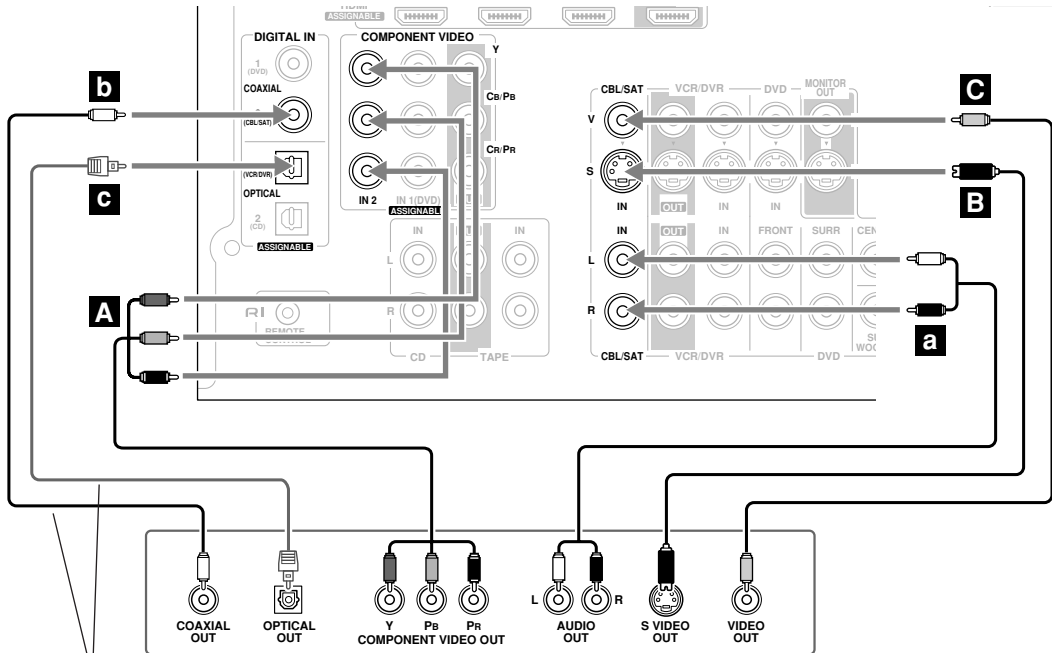 HDMI
ASSIGNABLE
DIGITAL IN
1
(DVD)
COAXIAL
(CBL/SAT)
(VCR/DVR)
OPTICAL
2
(CD)
ASSIGNABLE
COMPONENT VIDEO
Y
CB/PB
CR/PR
IN 2
IN 1(DVD)
ASSIGNABLE
CBL/SAT
VCR/DVR
DVD
MONITOR
OUT
V
S
IN
OUT
IN
IN
IN
OUT
IN
FRONT
SURR
CEN
L
R
CBL/SAT
VCR/DVR
DVD
IN
IN
L
R
CD
TAPE
RI
REMOTE
CONTROL
b
c
A
C
B
a
COAXIAL
OUT
OPTICAL
OUT
Y
PB
PR
COMPONENT VIDEO OUT
L
R
AUDIO
OUT
S VIDEO
OUT
VIDEO
OUT